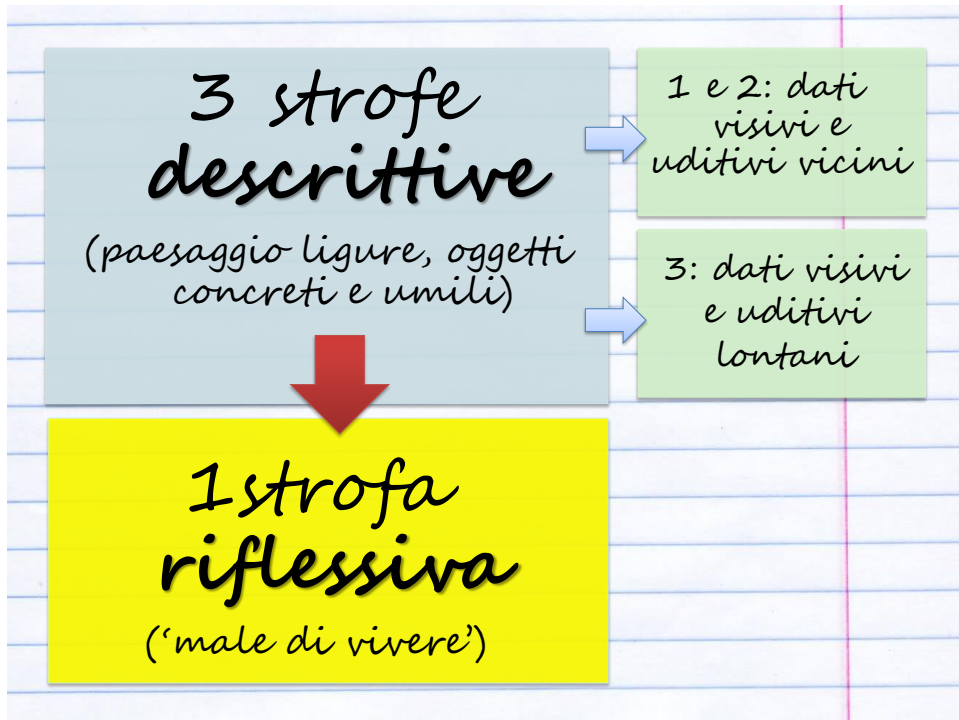 3 strofe
descrittive
(paesaggio ligure, oggetti
concreti e umili)
1 e 2: dati
visivi e
uditivi vicini
3: dati visivi
e uditivi
lontani
1strofa
riflessiva
(‘male di vivere’)